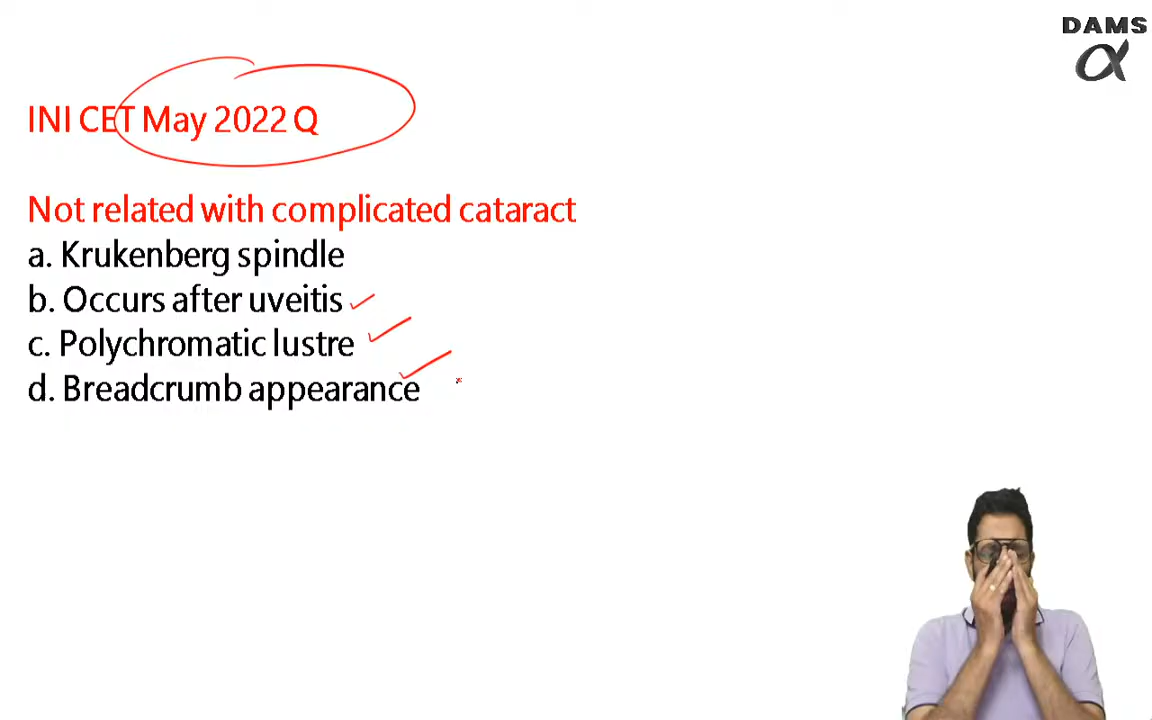 DAMS
α
INI CET May 2022 Q
Not related with complicated cataract
a. Krukenberg spindle
b. Occurs after uveitis
c. Polychromatic lustre
d. Breadcrumb appearance